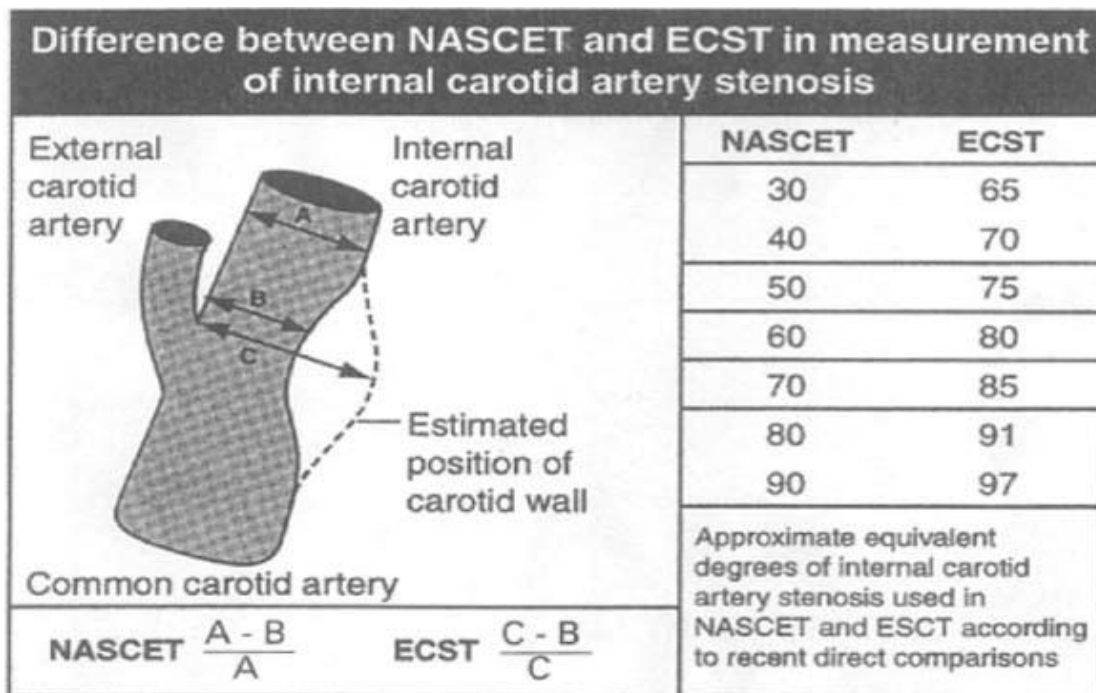 Difference between NASCET and ECST in measurement
of internal carotid artery stenosis
External
carotid
artery
Internal
carotid
artery
A
B
C
Estimated
position of
carotid wall
Common carotid artery
NASCET A - B
A
ECST C - B
C
NASCET ECST
30 65
40 70
50 75
60 80
70 85
80 91
90 97
Approximate equivalent
degrees of internal carotid
artery stenosis used in
NASCET and ESCT according
to recent direct comparisons